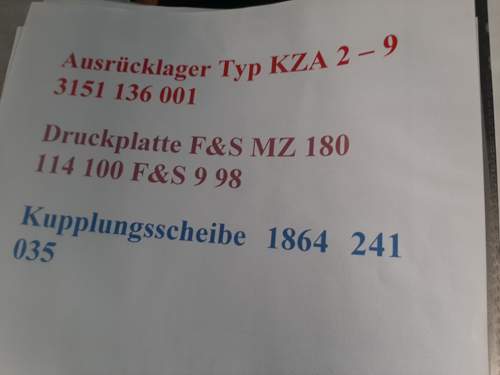 Ausrücklager Typ KZA 2 – 9
3151 136 001
Druckplatte F&S MZ 180
114 100 F&S 9 98
Kupplungsscheibe 1864 241
035